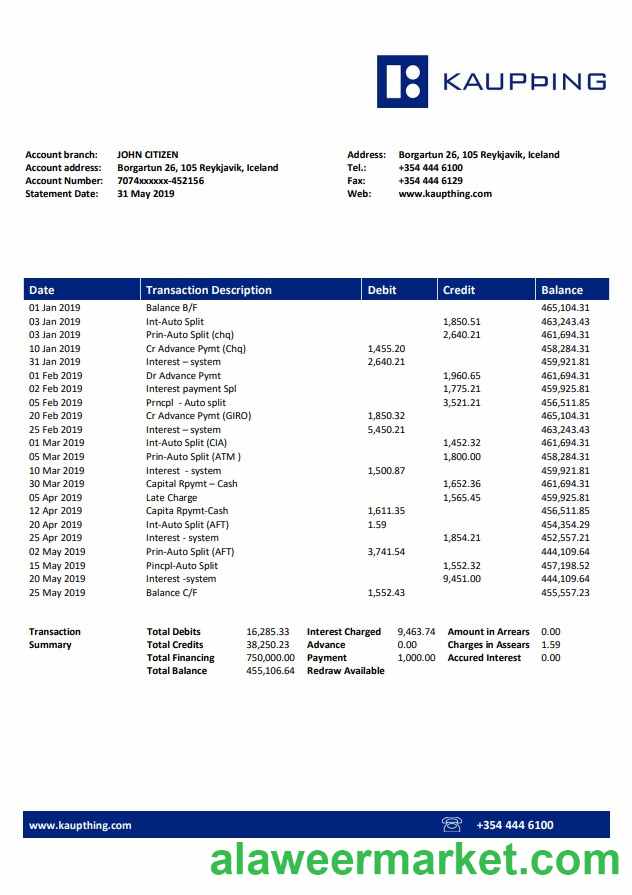 KAUPÞING
Account branch: JOHN CITIZEN Address: Borgartun 26, 105 Reykjavik, Iceland
Account address: Borgartun 26, 105 Reykjavik, Iceland Tel.: +354 444 6100
Account Number: 7074xxxxxx-452156 Fax: +354 444 6129
Statement Date: 31 May 2019 Web: www.kaupthing.com
Date Transaction Description Debit Credit Balance
01 Jan 2019 Balance B/F 465,104.31
03 Jan 2019 Int-Auto Split 1,850.51 463,243.43
03 Jan 2019 Prin-Auto Split (chq) 2,640.21 461,694.31
10 Jan 2019 Cr Advance Pymt (Chq) 1,455.20 458,284.31
31 Jan 2019 Interest – system 2,640.21 459,921.81
01 Feb 2019 Dr Advance Pymt 1,960.65 461,694.31
02 Feb 2019 Interest payment Spl 1,775.21 459,925.81
05 Feb 2019 Prncpl - Auto split 3,521.21 456,511.85
20 Feb 2019 Cr Advance Pymt (GIRO) 1,850.32 465,104.31
25 Feb 2019 Interest – system 5,450.21 463,243.43
01 Mar 2019 Int-Auto Split (CIA) 1,452.32 461,694.31
05 Mar 2019 Prin-Auto Split (ATM ) 1,800.00 458,284.31
10 Mar 2019 Interest - system 1,500.87 459,921.81
30 Mar 2019 Capital Rpymt – Cash 1,652.36 461,694.31
05 Apr 2019 Late Charge 1,565.45 459,925.81
12 Apr 2019 Capita Rpymt-Cash 1,611.35 456,511.85
20 Apr 2019 Int-Auto Split (AFT) 1.59 454,354.29
25 Apr 2019 Interest - system 1,854.21 452,557.21
02 May 2019 Prin-Auto Split (AFT) 3,741.54 444,109.64
15 May 2019 Pincpl-Auto Split 1,552.32 457,198.52
20 May 2019 Interest -system 9,451.00 444,109.64
25 May 2019 Balance C/F 1,552.43 455,557.23
Transaction Total Debits 16,285.33 Interest Charged 9,463.74 Amount in Arrears 0.00
Summary Total Credits 38,250.23 Advance 0.00 Charges in Assears 1.59
Total Financing 750,000.00 Payment 1,000.00 Accured Interest 0.00
Total Balance 455,106.64 Redraw Available
www.kaupthing.com +354 444 6100
alaweermarket.com